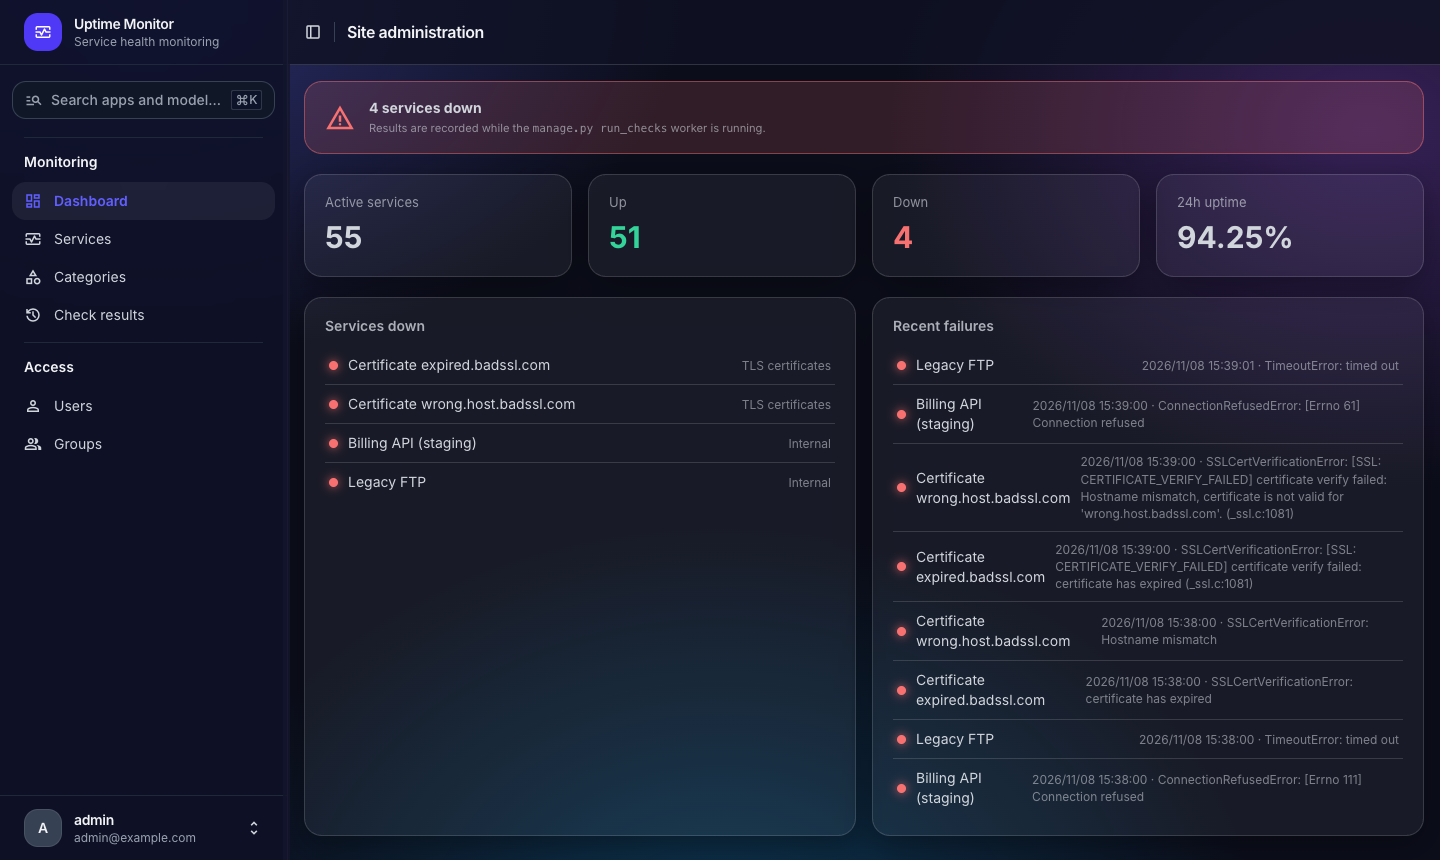 Uptime Monitor
Service health monitoring
Search apps and model... ⌘K
Monitoring
Dashboard
Services
Categories
Check results
Access
Users
Groups
A
admin
admin@example.com
Site administration
4 services down
Results are recorded while the manage.py run_checks worker is running.
Active services
55
Up
51
Down
4
24h uptime
94.25%
Services down
Certificate expired.badssl.com TLS certificates
Certificate wrong.host.badssl.com TLS certificates
Billing API (staging) Internal
Legacy FTP Internal
Recent failures
Legacy FTP 2026/11/08 15:39:01 · TimeoutError: timed out
Billing API
(staging)
2026/11/08 15:39:00 · ConnectionRefusedError: [Errno 61]
Connection refused
Certificate
wrong.host.badssl.com
2026/11/08 15:39:00 · SSLCertVerificationError: [SSL:
CERTIFICATE_VERIFY_FAILED] certificate verify failed:
Hostname mismatch, certificate is not valid for
'wrong.host.badssl.com'. (_ssl.c:1081)
Certificate
expired.badssl.com
2026/11/08 15:39:00 · SSLCertVerificationError: [SSL:
CERTIFICATE_VERIFY_FAILED] certificate verify failed:
certificate has expired (_ssl.c:1081)
Certificate
wrong.host.badssl.com
2026/11/08 15:38:00 · SSLCertVerificationError:
Hostname mismatch
Certificate
expired.badssl.com
2026/11/08 15:38:00 · SSLCertVerificationError:
certificate has expired
Legacy FTP 2026/11/08 15:38:00 · TimeoutError: timed out
Billing API
(staging)
2026/11/08 15:38:00 · ConnectionRefusedError: [Errno 111]
Connection refused